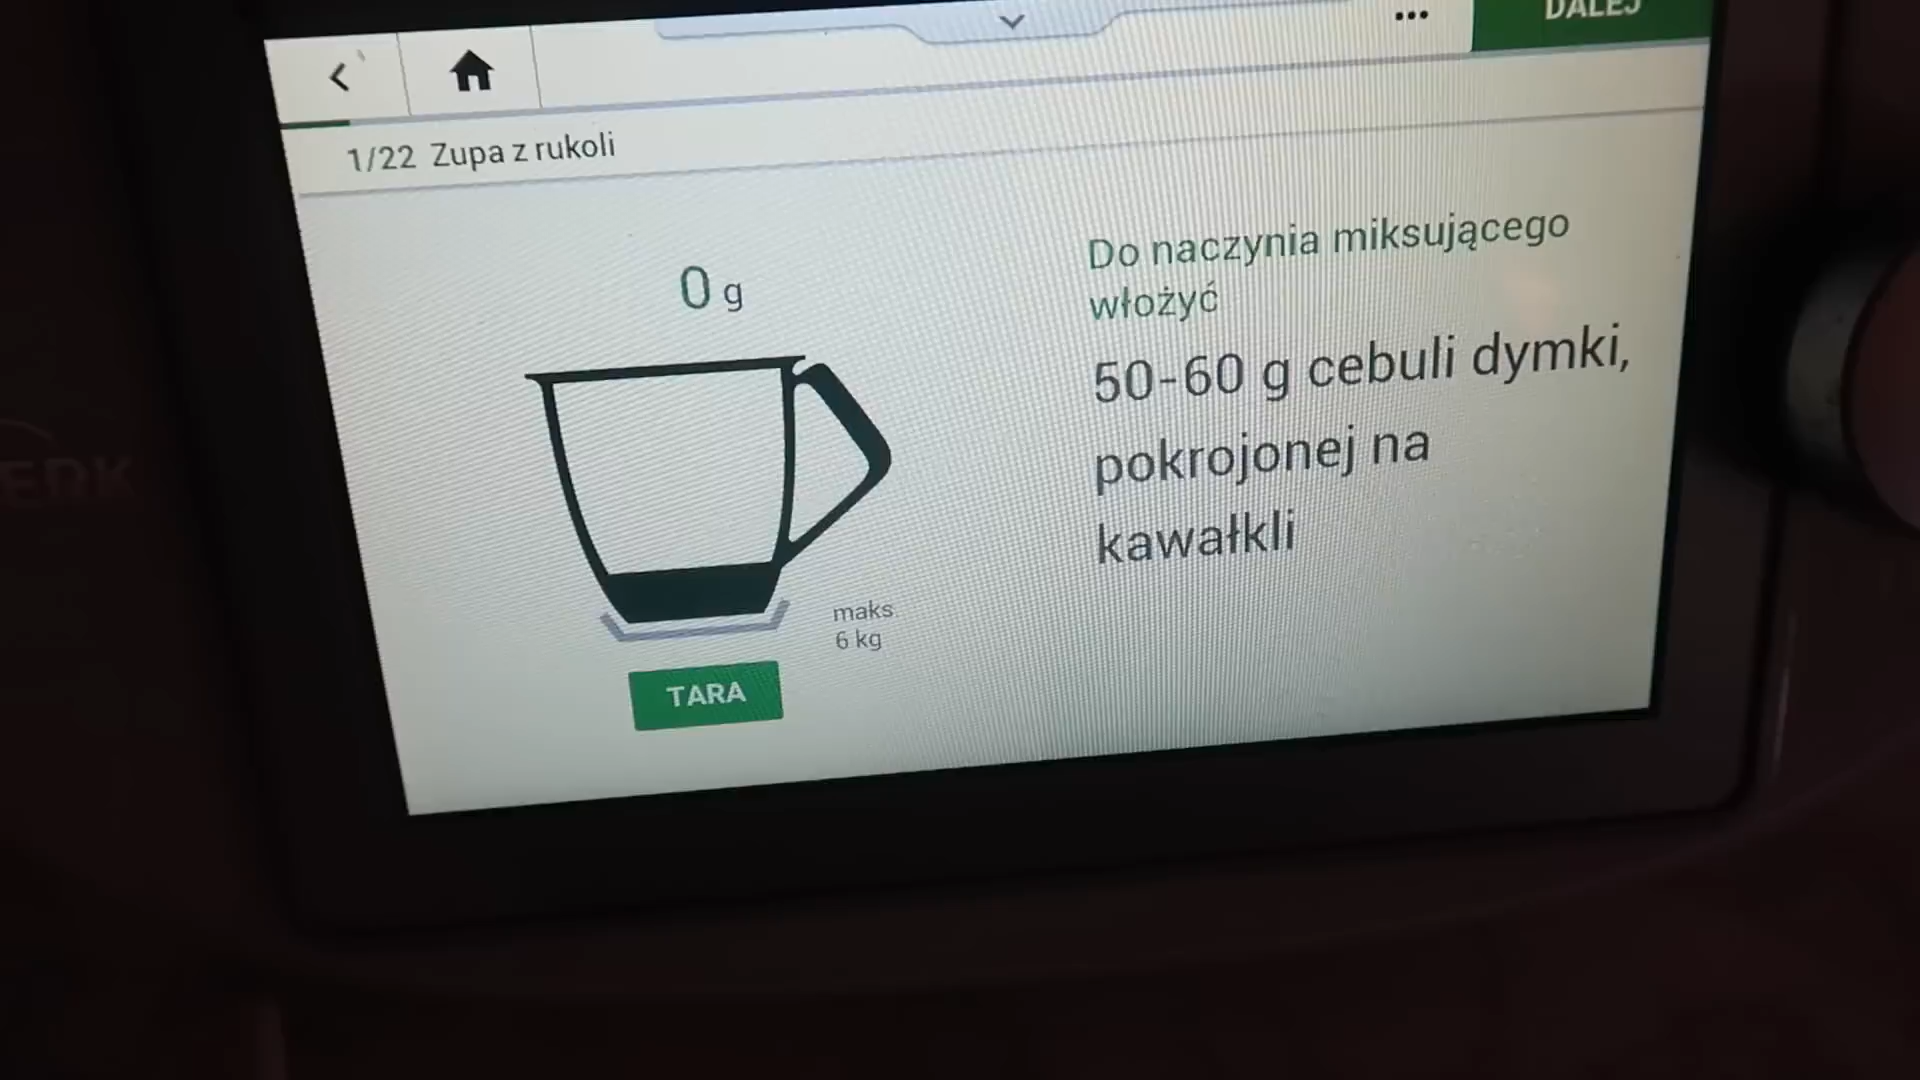 DALEJ
1/22 Zupa z rukoli
0 g
Do naczynia miksującego
włożyć
50-60 g cebuli dymki,
pokrojonej na
kawałkli
maks.
6 kg
TARA